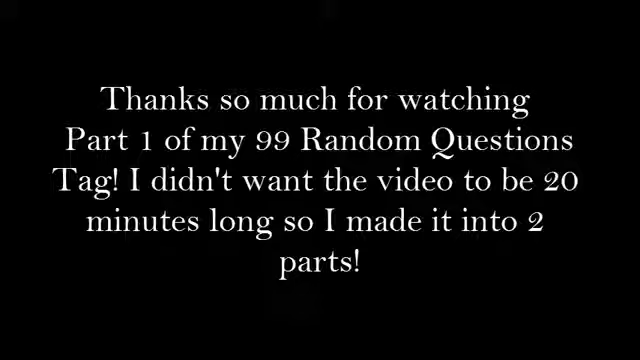 Thanks so much for watching
Part 1 of my 99 Random Questions
Tag! I didn't want the video to be 20
minutes long so I made it into 2
parts!